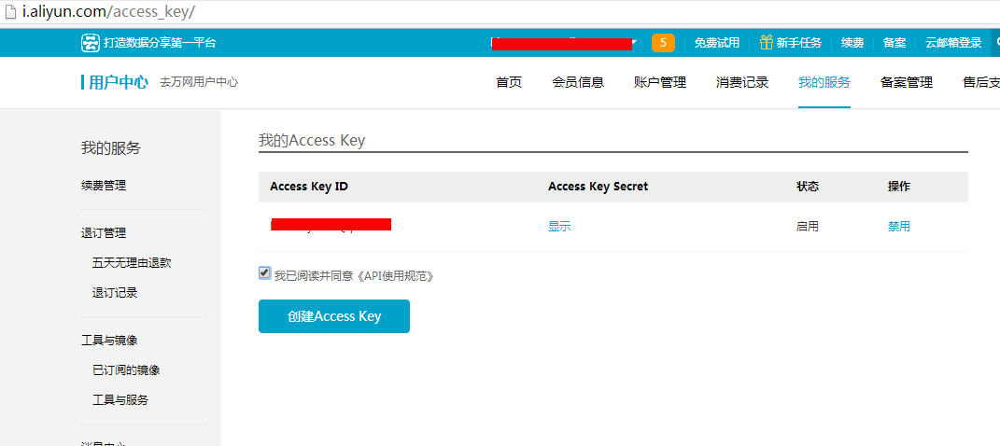 i.aliyun.com/access_key/
打造数据分享第一平台 5 免费试用 新手任务 续费 备案 云邮箱登录
用户中心 去万网用户中心 首页 会员信息 账户管理 消费记录 我的服务 备案管理 售后支
我的服务
续费管理
退订管理
五天无理由退款
退订记录
工具与镜像
已订阅的镜像
工具与服务
消息中心
我的Access Key
Access Key ID Access Key Secret 状态 操作
显示 启用 禁用
我已阅读并同意《API使用规范》
创建Access Key